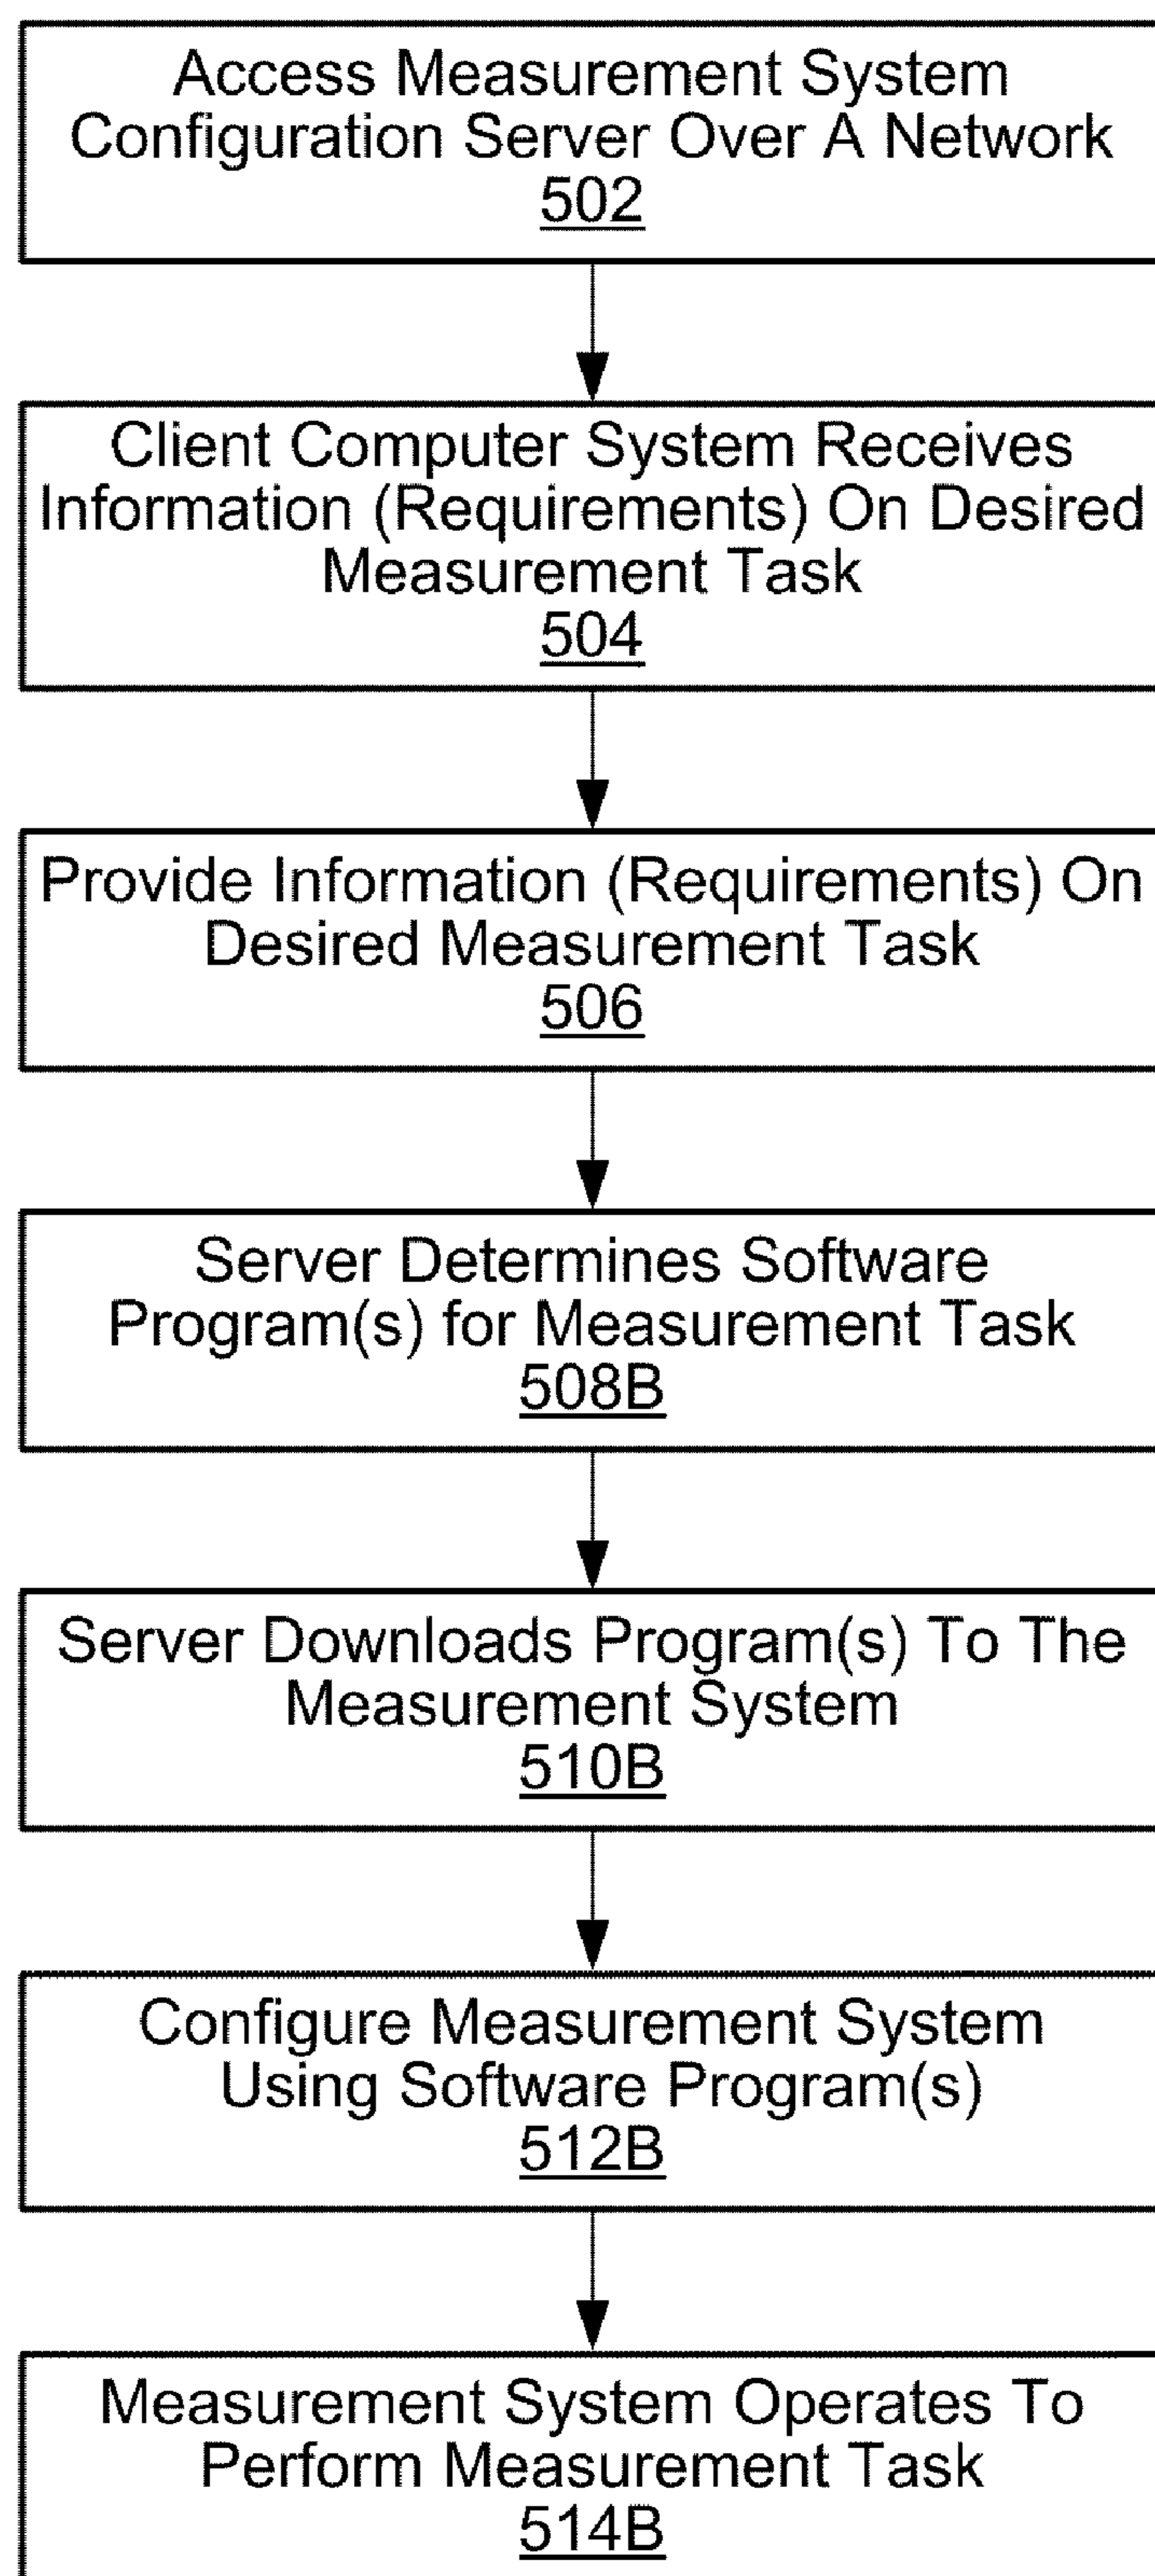 Access Measurement System
Configuration Server Over A Network
502
Client Computer System Receives
Information (Requirements) On Desired
Measurement Task
504
Provide Information (Requirements) On
Desired Measurement Task
506
Server Determines Software
Program(s) for Measurement Task
508B
Server Downloads Program(s) To The
Measurement System
510B
Configure Measurement System
Using Software Program(s)
512B
Measurement System Operates To
Perform Measurement Task
514B